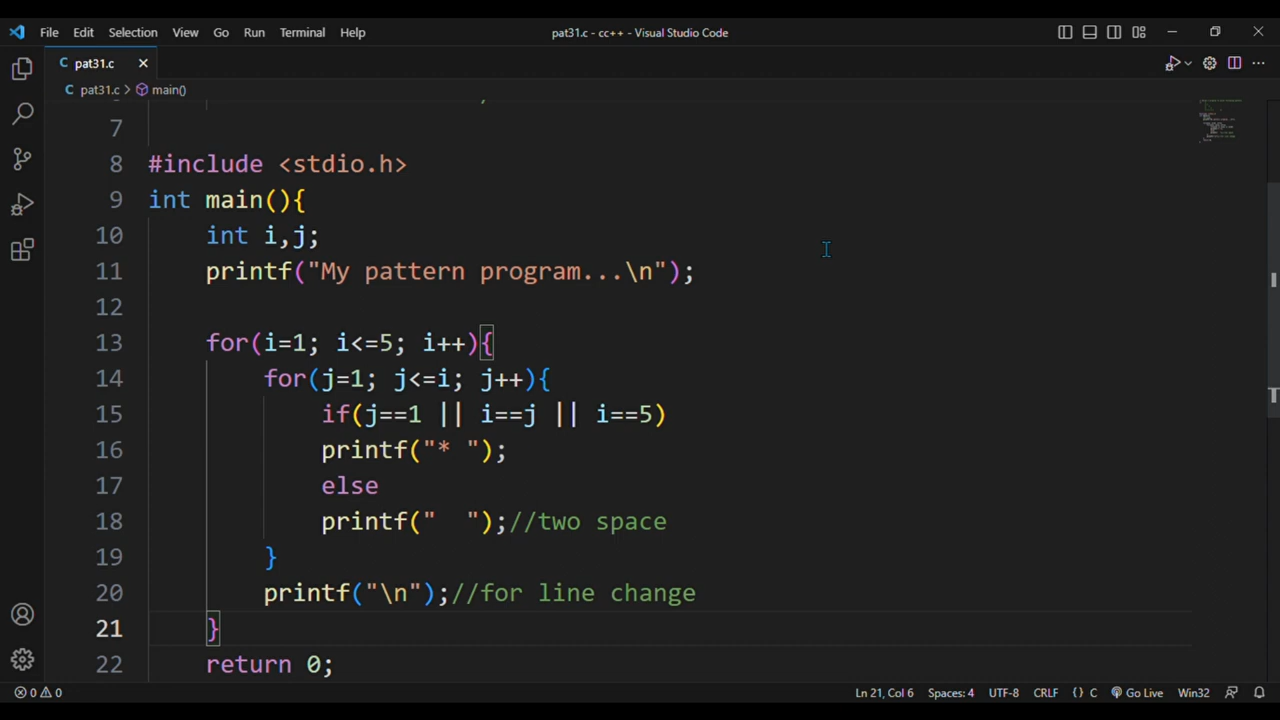 File Edit Selection View Go Run Terminal Help pat31.c - cc++ - Visual Studio Code
C pat31.c
C pat31.c > main()
7
8 #include <stdio.h>
9 int main(){
10     int i,j;
11     printf("My pattern program...\n");
12
13     for(i=1; i<=5; i++){
14         for(j=1; j<=i; j++){
15             if(j==1 || i==j || i==5)
16             printf("* ");
17             else
18             printf("  ");//two space
19         }
20         printf("\n");//for line change
21     }
22     return 0;
0 0 Ln 21, Col 6 Spaces: 4 UTF-8 CRLF {} C Go Live Win32